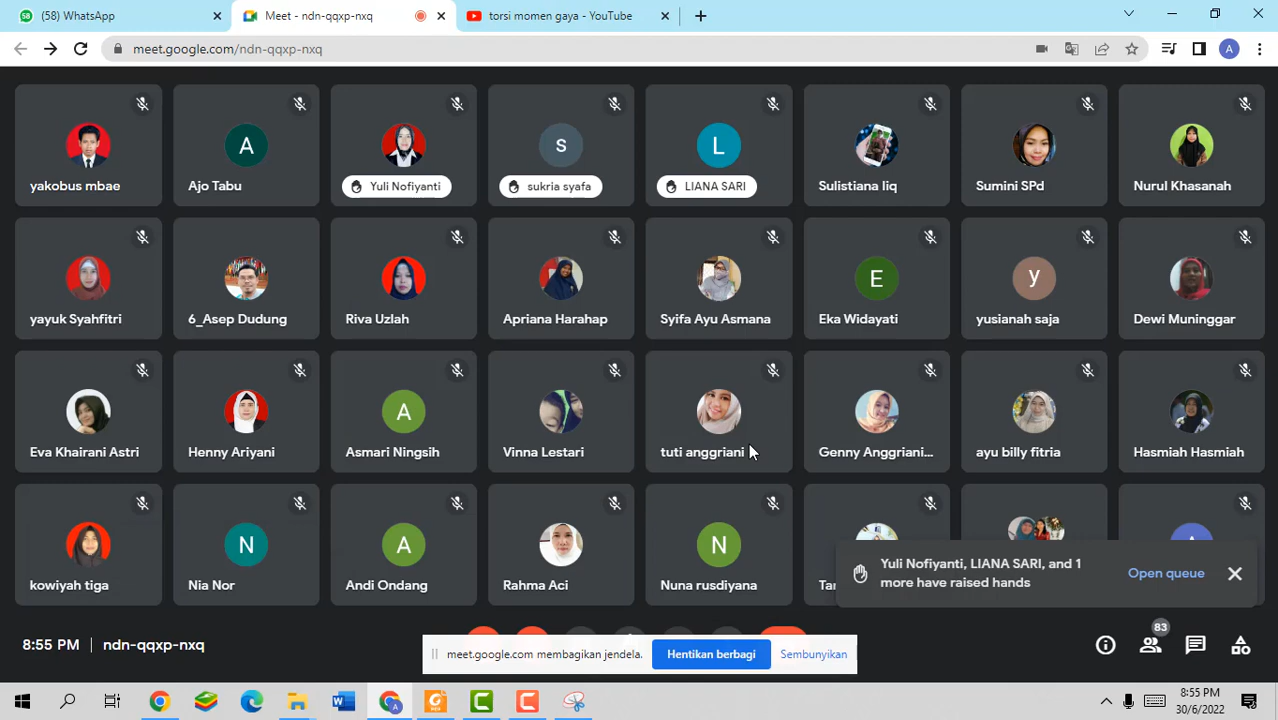 (58) WhatsApp
Meet - ndn-qqxp-nxq
torsi momen gaya - YouTube
meet.google.com/ndn-qqxp-nxq
A
yakobus mbae
A
Ajo Tabu
Yuli Nofiyanti
s
sukria syafa
L
LIANA SARI
Sulistiana liq
Sumini SPd
Nurul Khasanah
yayuk Syahfitri
6_Asep Dudung
Riva Uzlah
Apriana Harahap
Syifa Ayu Asmana
E
Eka Widayati
y
yusianah saja
Dewi Muninggar
Eva Khairani Astri
Henny Ariyani
A
Asmari Ningsih
Vinna Lestari
tuti anggriani
Genny Anggriani...
ayu billy fitria
Hasmiah Hasmiah
kowiyah tiga
N
Nia Nor
A
Andi Ondang
Rahma Aci
N
Nuna rusdiyana
Yuli Nofiyanti, LIANA SARI, and 1
more have raised hands
Open queue
8:55 PM | ndn-qqxp-nxq
meet.google.com membagikan jendela.
Hentikan berbagi
Sembunyikan
83
8:55 PM
30/6/2022